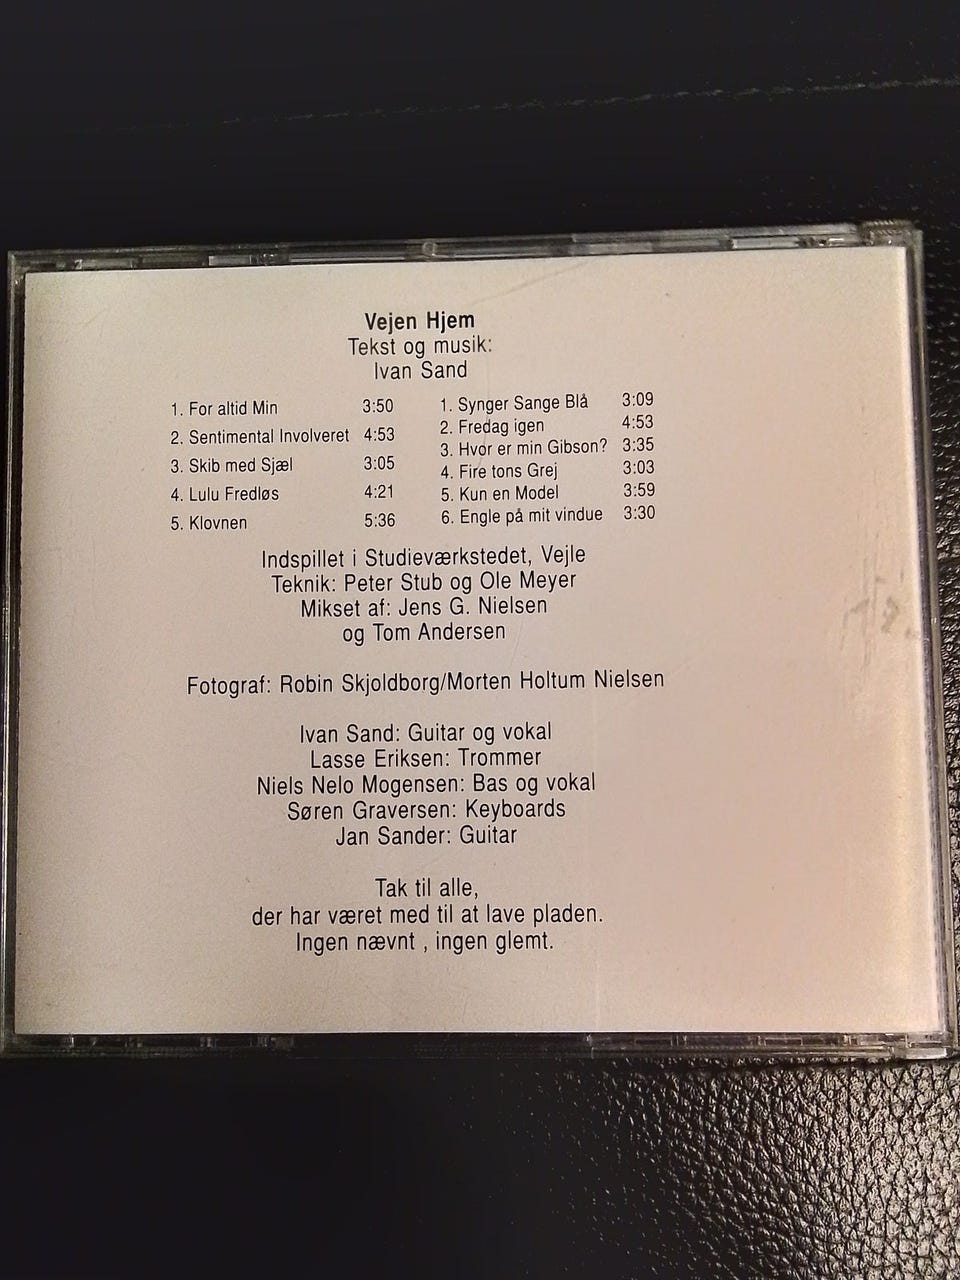 Vejen Hjem
Tekst og musik:
Ivan Sand
1. For altid Min 3:50
2. Sentimental Involveret 4:53
3. Skib med Sjæl 3:05
4. Lulu Fredløs 4:21
5. Klovnen 5:36
1. Synger Sange Blå 3:09
2. Fredag igen 4:53
3. Hvor er min Gibson? 3:35
4. Fire tons Grej 3:03
5. Kun en Model 3:59
6. Engle på mit vindue 3:30
Indspillet i Studieværkstedet, Vejle
Teknik: Peter Stub og Ole Meyer
Mikset af: Jens G. Nielsen
og Tom Andersen
Fotograf: Robin Skjoldborg/Morten Holtum Nielsen
Ivan Sand: Guitar og vokal
Lasse Eriksen: Trommer
Niels Nelo Mogensen: Bas og vokal
Søren Graversen: Keyboards
Jan Sander: Guitar
Tak til alle,
der har været med til at lave pladen.
Ingen nævnt , ingen glemt.